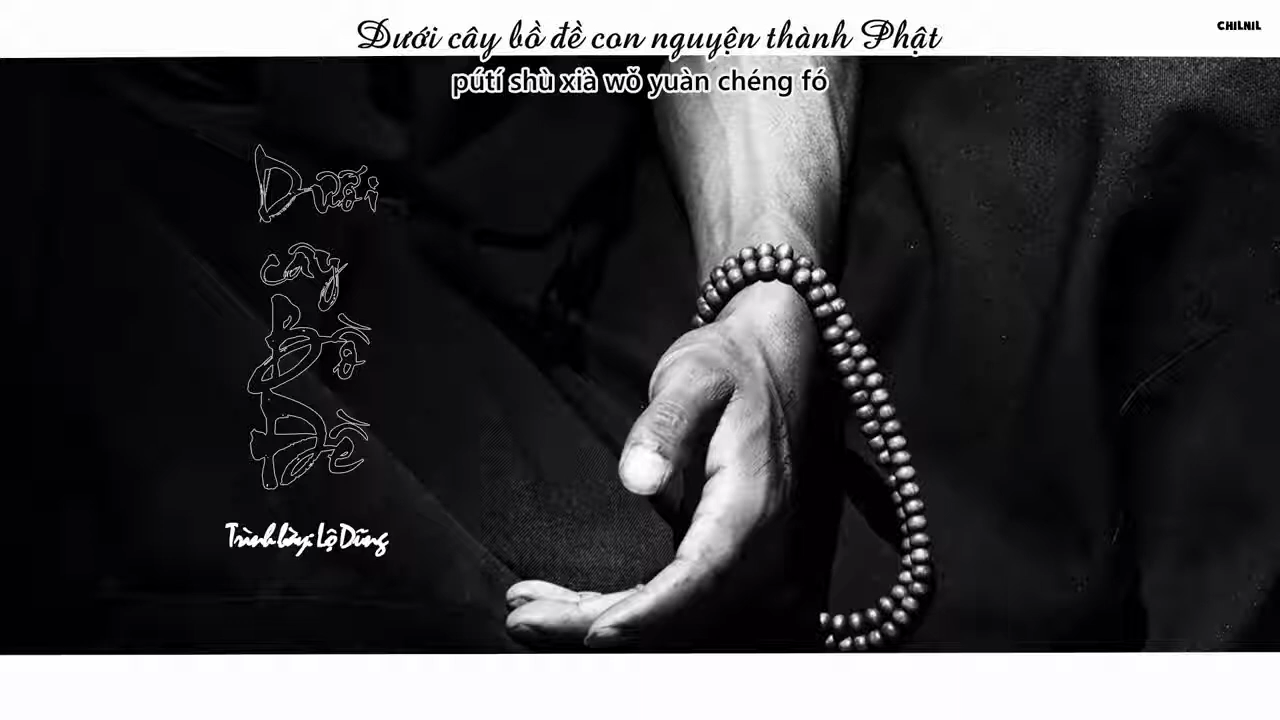 Dưới cây bồ đề con nguyện thành Phật
CHILNIL
pútí shù xià wǒ yuàn chéng fó
Dưới
cây
Bồ
Đề
Trình bày: Lộ Dũng